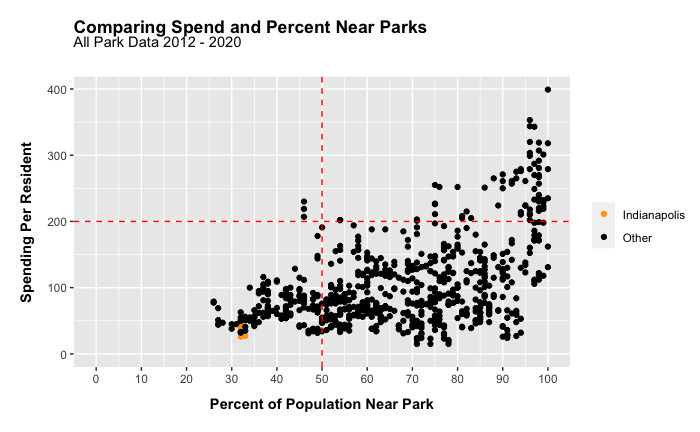 Comparing Spend and Percent Near Parks
All Park Data 2012 - 2020
400
300
200
100
0
Spending Per Resident
0 10 20 30 40 50 60 70 80 90 100
Percent of Population Near Park
Indianapolis
Other